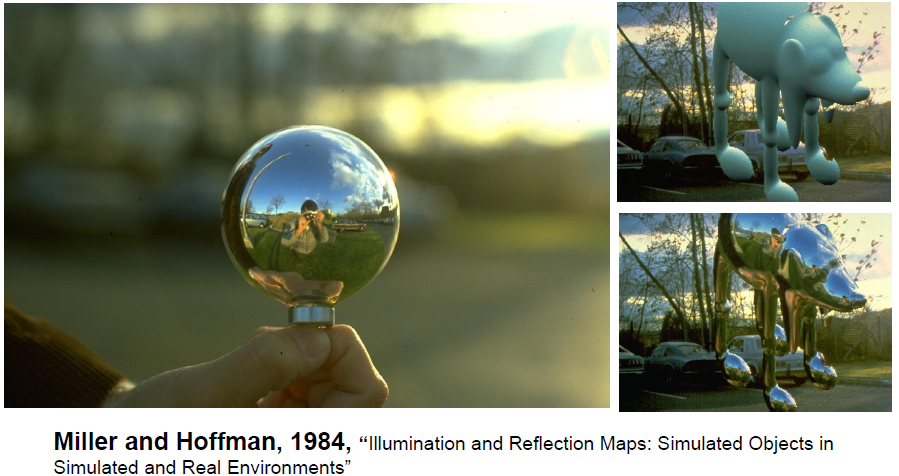 Miller and Hoffman, 1984, “Illumination and Reflection Maps: Simulated Objects in
Simulated and Real Environments”